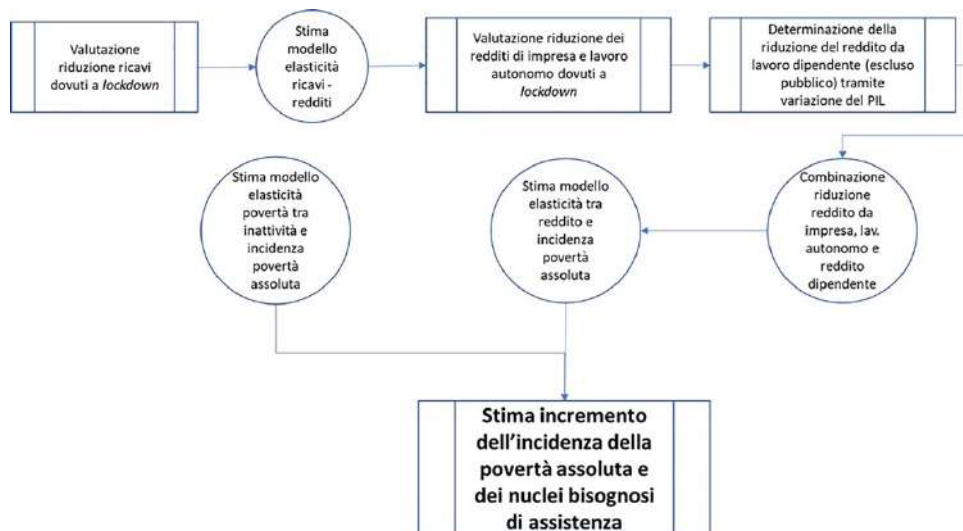 Valutazione
riduzione ricavi
dovuti a lockdown
Stima
modello
elasticità
ricavi -
redditi
Valutazione riduzione dei
redditi di impresa e lavoro
autonomo dovuti a
lockdown
Determinazione della
riduzione del reddito da
lavoro dipendente (escluso
pubblico) tramite
variazione del PIL
Stima modello
elasticità
povertà tra
inattività e
incidenza
povertà
assoluta
Stima modello
elasticità tra
reddito e
incidenza
povertà
assoluta
Combinazione
riduzione
reddito da
impresa, lav.
autonomo e
reddito
dipendente
Stima incremento
dell'incidenza della
povertà assoluta e
dei nuclei bisognosi
di assistenza